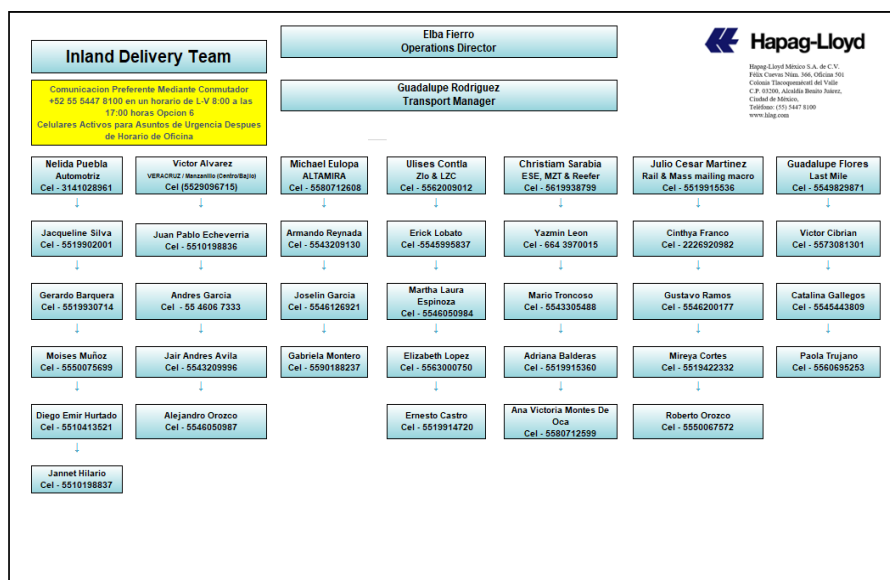 Inland Delivery Team
Elba Fierro
Operations Director
Hapag-Lloyd
Hapag-Lloyd México S.A. de C.V.
Félix Cuevas Núm. 366, Oficina 501
Colonia Tlacoquemécatl del Valle
C.P. 03200, Alcaldía Benito Juárez,
Ciudad de México,
Teléfono: (55) 5447 8100
www.hlag.com
Comunicacion Preferente Mediante Conmutador
+52 55 5447 8100 en un horario de L-V 8:00 a las
17:00 horas Opcion 6
Celulares Activos para Asuntos de Urgencia Despues
de Horario de Oficina
Guadalupe Rodriguez
Transport Manager
Nelida Puebla
Automotriz
Cel - 3141028961
Victor Alvarez
VERACRUZ / Manzanillo (Centro/Bajio)
Cel (5529096715)
Michael Eulopa
ALTAMIRA
Cel - 5580712608
Ulises Contla
Zlo & LZC
Cel - 5562009012
Christiam Sarabia
ESE, MZT & Reefer
Cel - 5619938799
Julio Cesar Martinez
Rail & Mass mailing macro
Cel - 5519915536
Guadalupe Flores
Last Mile
Cel - 5549829871
Jacqueline Silva
Cel - 5519902001
Juan Pablo Echeverria
Cel - 5510198836
Armando Reynada
Cel - 5543209130
Erick Lobato
Cel -5545995837
Yazmin Leon
Cel - 664 3970015
Cinthya Franco
Cel - 2226920982
Victor Cibrian
Cel - 5573081301
Gerardo Barquera
Cel - 5519930714
Andres Garcia
Cel - 55 4606 7333
Joselin Garcia
Cel - 5546126921
Martha Laura
Espinoza
Cel - 5546050984
Mario Troncoso
Cel - 5543305488
Gustavo Ramos
Cel - 5546200177
Catalina Gallegos
Cel - 5545443809
Moises Muñoz
Cel - 5550075699
Jair Andres Avila
Cel - 5543209996
Gabriela Montero
Cel - 5590188237
Elizabeth Lopez
Cel - 5563000750
Adriana Balderas
Cel - 5519915360
Mireya Cortes
Cel - 5519422332
Paola Trujano
Cel - 5560695253
Diego Emir Hurtado
Cel - 5510413521
Alejandro Orozco
Cel - 5546050987
Ernesto Castro
Cel - 5519914720
Ana Victoria Montes De
Oca
Cel - 5580712599
Roberto Orozco
Cel - 5550067572
Jannet Hilario
Cel - 5510198837